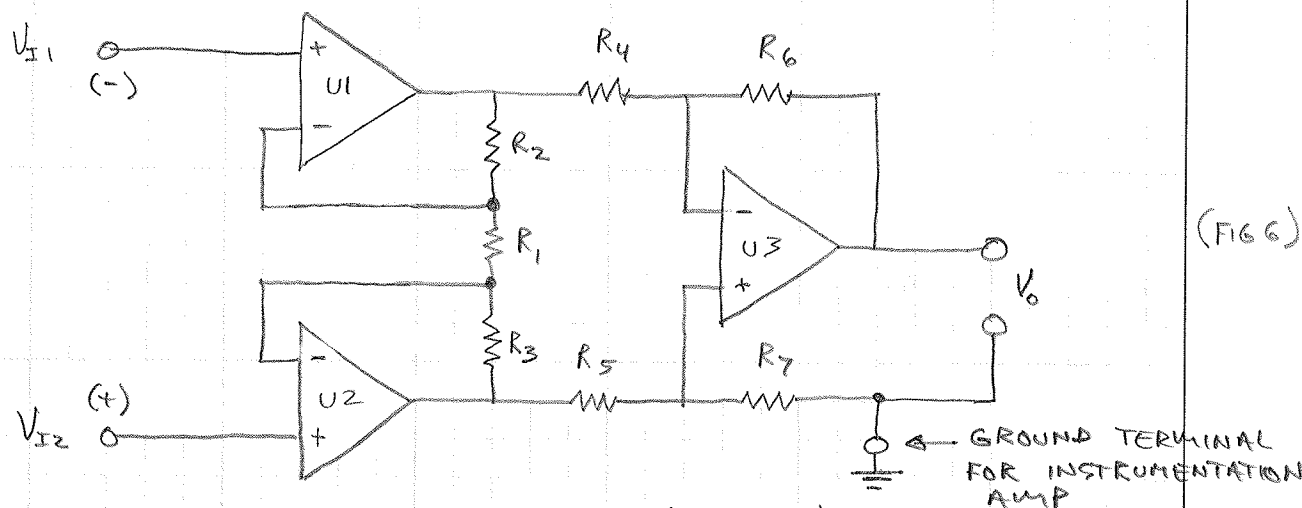 V_I1
(-)
+
U1
-
R4
R6
R2
R1
-
U3
+
(FIG 6)
Vo
R3
R5
R7
-
U2
+
(+)
V_I2
GROUND TERMINAL
FOR INSTRUMENTATION
AMP